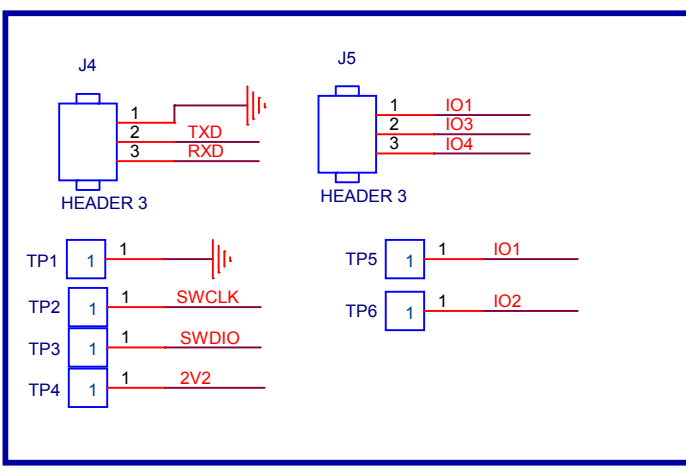 J4
1
2 TXD
3 RXD
HEADER 3
J5
1 IO1
2 IO3
3 IO4
HEADER 3
TP1 1 1
TP2 1 1 SWCLK
TP3 1 1 SWDIO
TP4 1 1 2V2
TP5 1 1 IO1
TP6 1 1 IO2